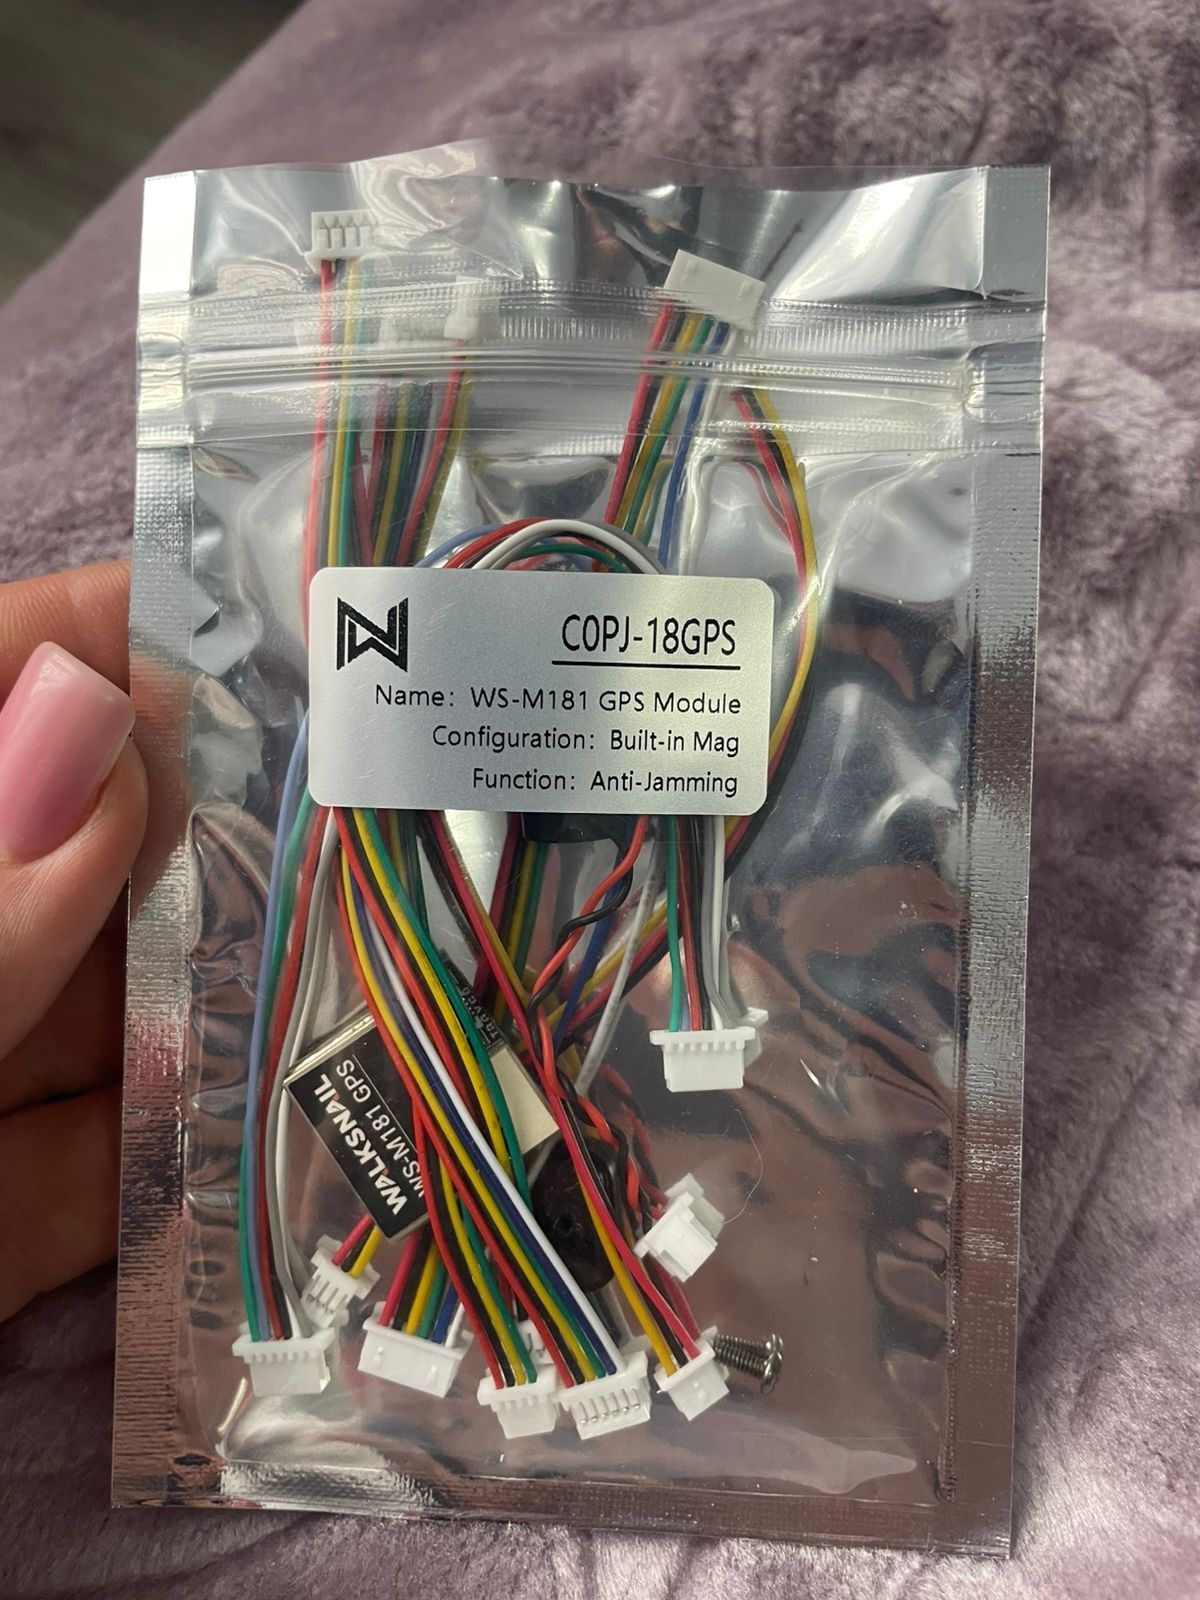 C0PJ-18GPS
Name: WS-M181 GPS Module
Configuration: Built-in Mag
Function: Anti-Jamming
WALKSNAIL
WS-M181 GPS